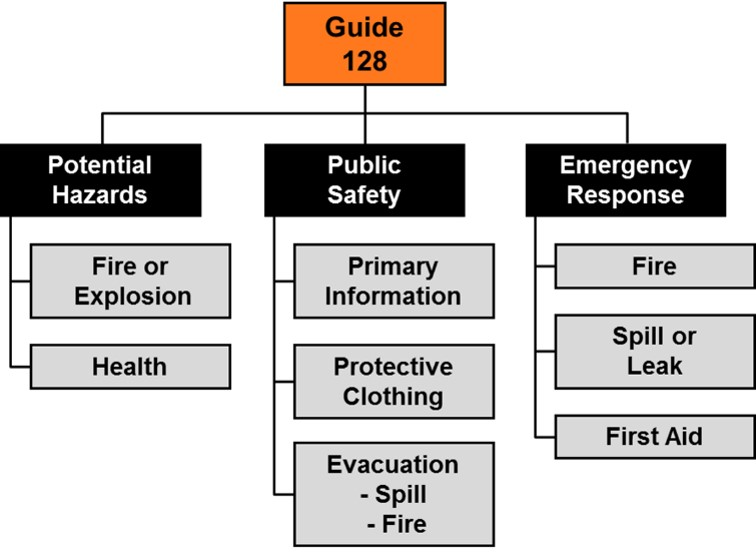 Guide
128
Potential
Hazards
Fire or
Explosion
Health
Public
Safety
Primary
Information
Protective
Clothing
Evacuation
- Spill
- Fire
Emergency
Response
Fire
Spill or
Leak
First Aid